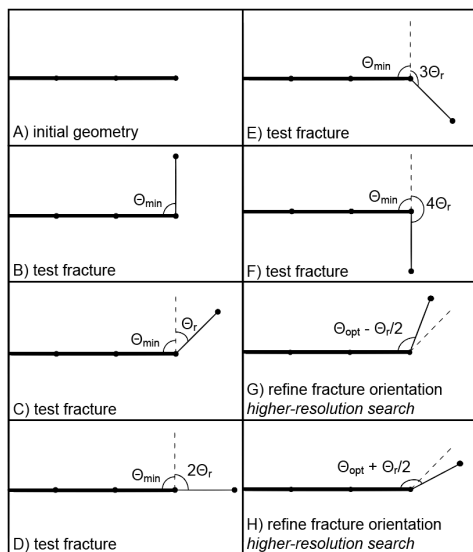 A) initial geometry
Θmin
B) test fracture
Θmin
Θr
C) test fracture
Θmin
2Θr
D) test fracture
Θmin
3Θr
E) test fracture
Θmin
4Θr
F) test fracture
Θopt - Θr/2
G) refine fracture orientation
higher-resolution search
Θopt + Θr/2
H) refine fracture orientation
higher-resolution search